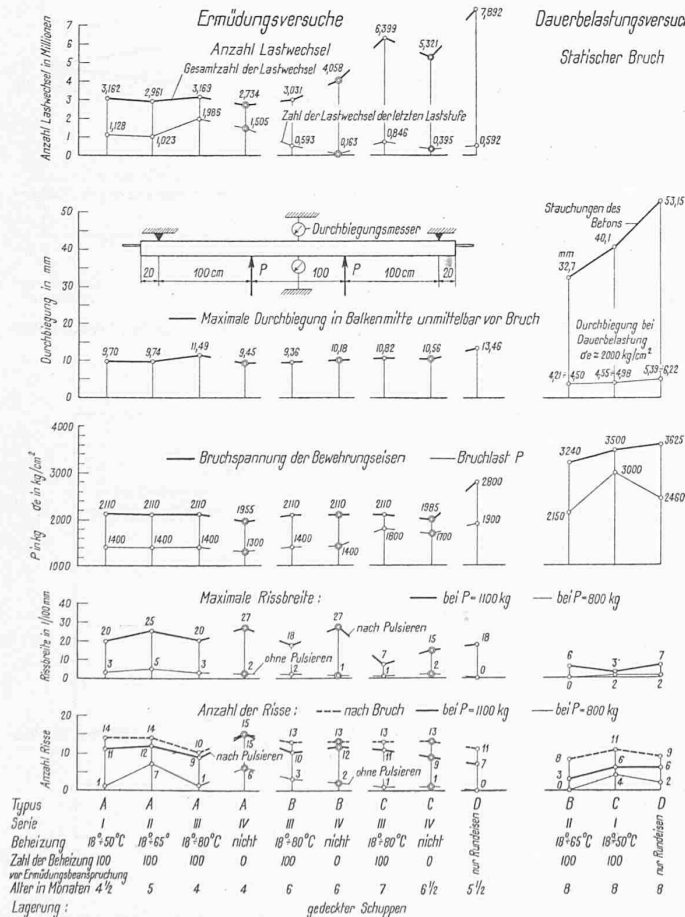 Ermüdungsversuche
Dauerbelastungsversuc
Anzahl Lastwechsel
Statischer Bruch
Anzahl Lastwechsel in Millionen
7
6
5
4
3
2
1
0
Gesamtzahl der Lastwechsel
Zahl der Lastwechsel der letzten Laststufe
3,162 2,961 3,169 2,734 3,031 4,058 6,399 5,321 7,892
1,128 1,023 1,986 1,505 0,593 0,163 0,846 0,395 0,592
Durchbiegung in mm
50
40
30
20
10
0
Durchbiegungsmesser
20 100cm P 100 P 100cm 20
Maximale Durchbiegung in Balkenmitte unmittelbar vor Bruch
9,70 9,74 11,49 9,45 9,36 10,18 10,82 10,56 13,46
Stauchungen des
Betons
mm
32,7 40,1 53,15
Durchbiegung bei
Dauerbelastung
σe = 2000 kg/cm²
4,21÷4,50 4,55÷4,98 5,39÷6,22
P in kg σe in kg/cm²
4000
3000
2000
1000
Bruchspannung der Bewehrungseisen
Bruchlast P
2110 2110 2110 1955 2110 2110 2110 1985 2800
1400 1400 1400 1300 1400 1400 1800 1700 1900
3240 3500 3625
2150 3000 2460
Maximale Rissbreite : bei P=1100 kg bei P=800 kg
Rissbreite in 1/100 mm
40
30
20
10
0
nach Pulsieren
ohne Pulsieren
20 25 20 27 18 27 7 15 18
3 5 3 2 2 1 1 2 0
6 3 7
0 2 2
Anzahl der Risse : nach Bruch bei P=1100 kg bei P=800 kg
Anzahl Risse
20
10
0
nach Pulsieren
ohne Pulsieren
14 14 10 15 13 13 13 13 11
11 12 9 15 10 12 11 9 7
1 7 1 6 3 2 1 1 0
8 11 9
3 6 6
0 4 2
Typus A A A A B B C C D B C D
Serie I II III IV III IV III IV II I
Beheizung 18°÷50°C 18÷65° 18°÷80°C nicht 18°÷80°C nicht 18°÷80°C nicht nur Rundeisen 18°÷65°C 18°÷50°C nur Rundeisen
Zahl der Beheizung 100 100 100 0 100 0 100 0 100 100
vor Ermüdungsbeanspruchung
Alter in Monaten 4½ 5 4 4 6 6 7 6½ 5½ 8 8 8
Lagerung : gedeckter Schuppen